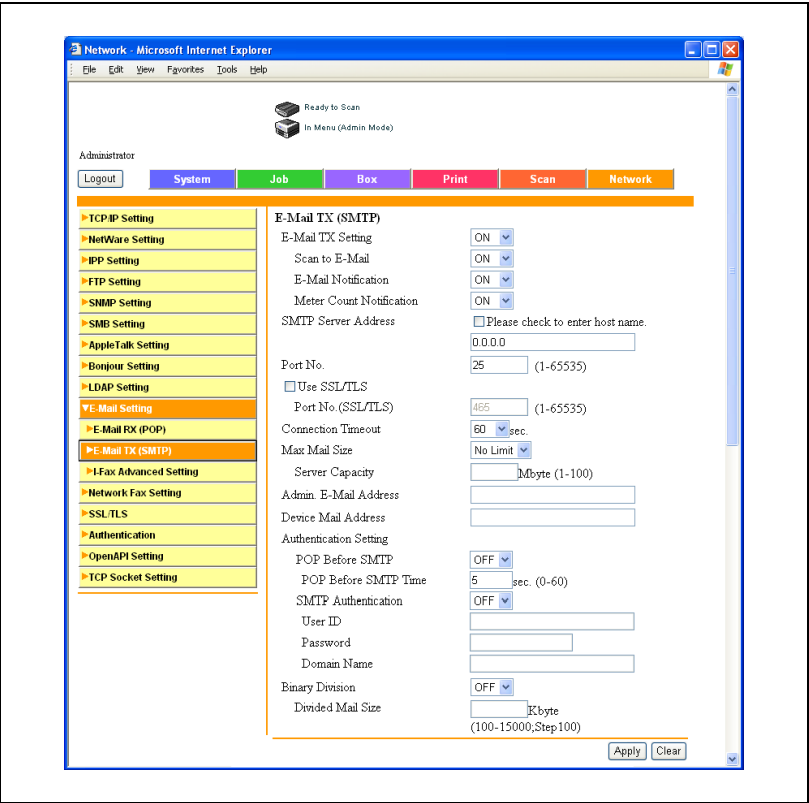 Network - Microsoft Internet Explorer
File Edit View Favorites Tools Help
Ready to Scan
In Menu (Admin Mode)
Administrator
Logout
System Job Box Print Scan Network
TCP/IP Setting
NetWare Setting
IPP Setting
FTP Setting
SNMP Setting
SMB Setting
AppleTalk Setting
Bonjour Setting
LDAP Setting
E-Mail Setting
E-Mail RX (POP)
E-Mail TX (SMTP)
I-Fax Advanced Setting
Network Fax Setting
SSL/TLS
Authentication
OpenAPI Setting
TCP Socket Setting
E-Mail TX (SMTP)
E-Mail TX Setting ON
Scan to E-Mail ON
E-Mail Notification ON
Meter Count Notification ON
SMTP Server Address Please check to enter host name.
0.0.0.0
Port No. 25 (1-65535)
Use SSL/TLS
Port No.(SSL/TLS) 465 (1-65535)
Connection Timeout 60 sec.
Max Mail Size No Limit
Server Capacity Mbyte (1-100)
Admin. E-Mail Address
Device Mail Address
Authentication Setting
POP Before SMTP OFF
POP Before SMTP Time 5 sec. (0-60)
SMTP Authentication OFF
User ID
Password
Domain Name
Binary Division OFF
Divided Mail Size Kbyte
(100-15000;Step100)
Apply Clear